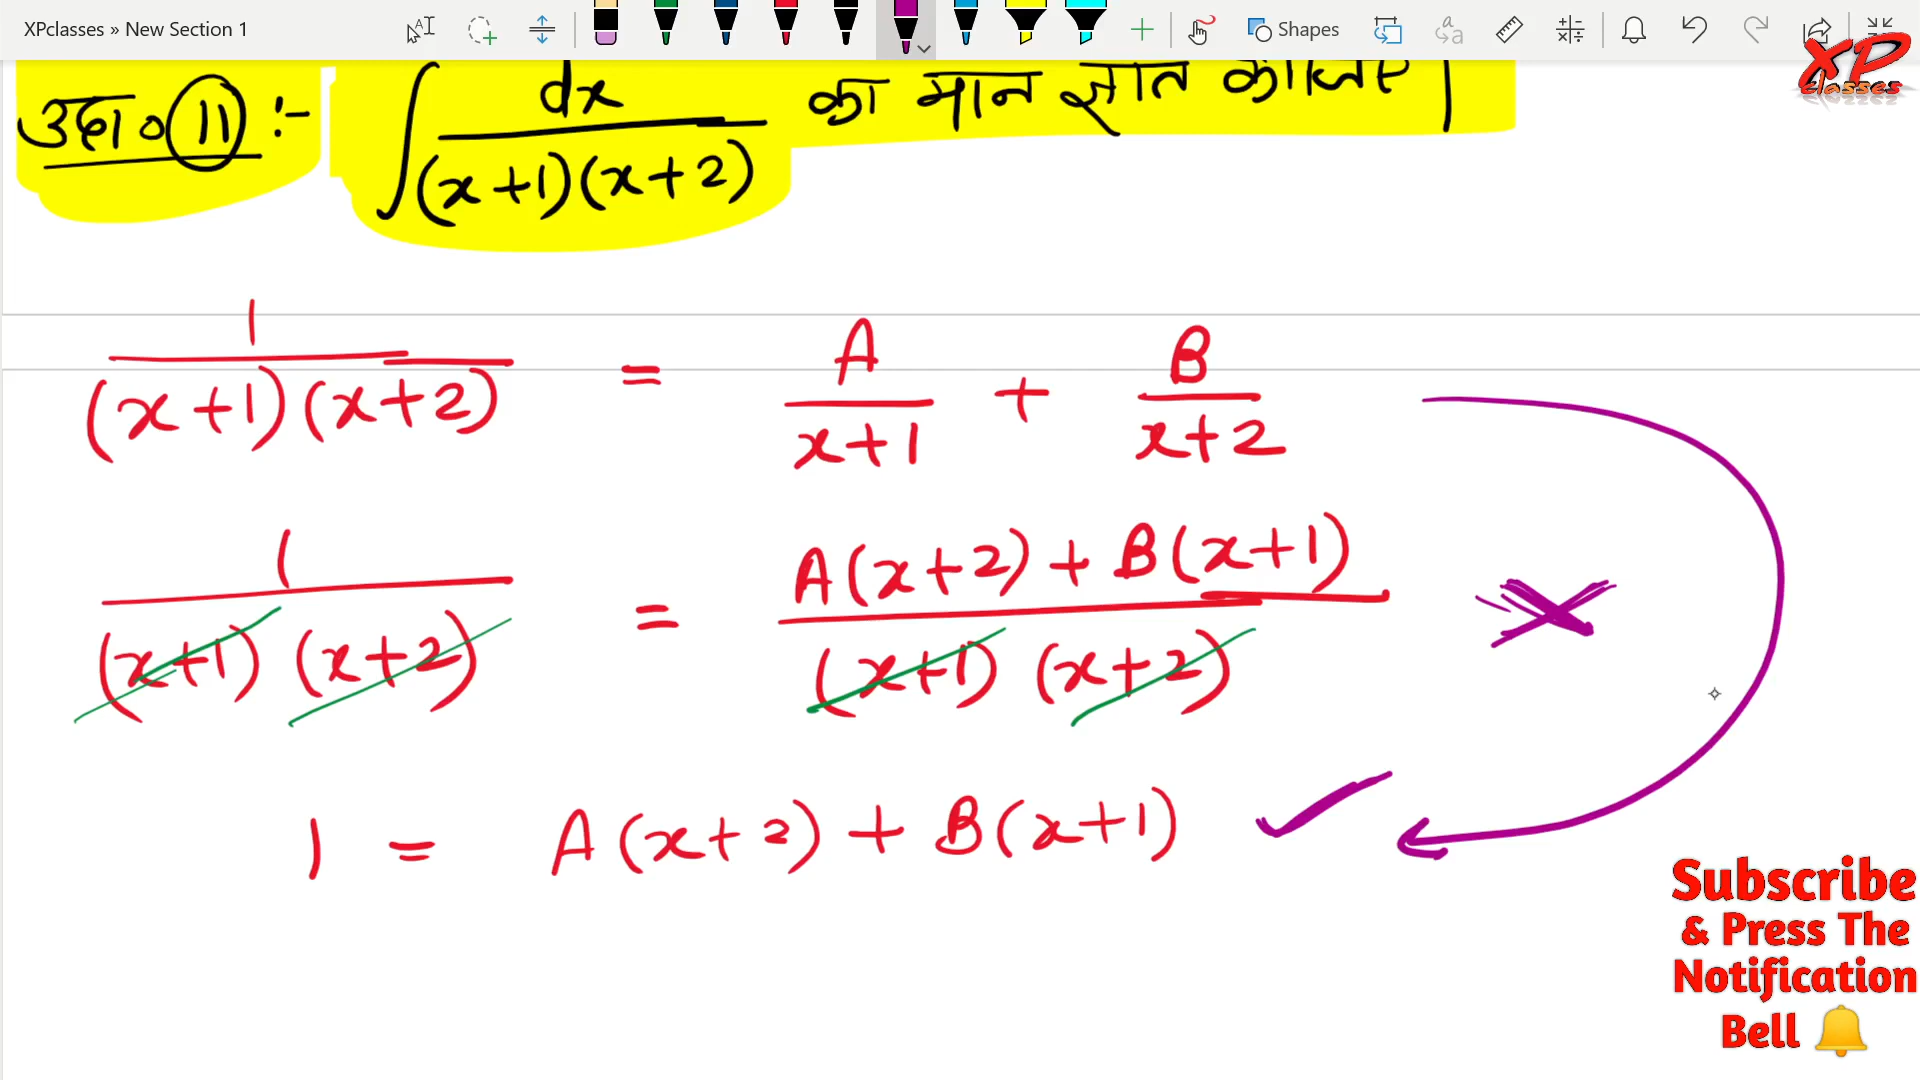 XPclasses » New Section 1
Shapes
XP
classes
उदा० 11 :- ∫ dx / (x+1)(x+2) का मान ज्ञात कीजिए |
1 / (x+1)(x+2) = A / x+1 + B / x+2
1 / (x+1) (x+2) = A(x+2) + B(x+1) / (x+1) (x+2)
1 = A(x+2) + B(x+1)
Subscribe
& Press The
Notification
Bell